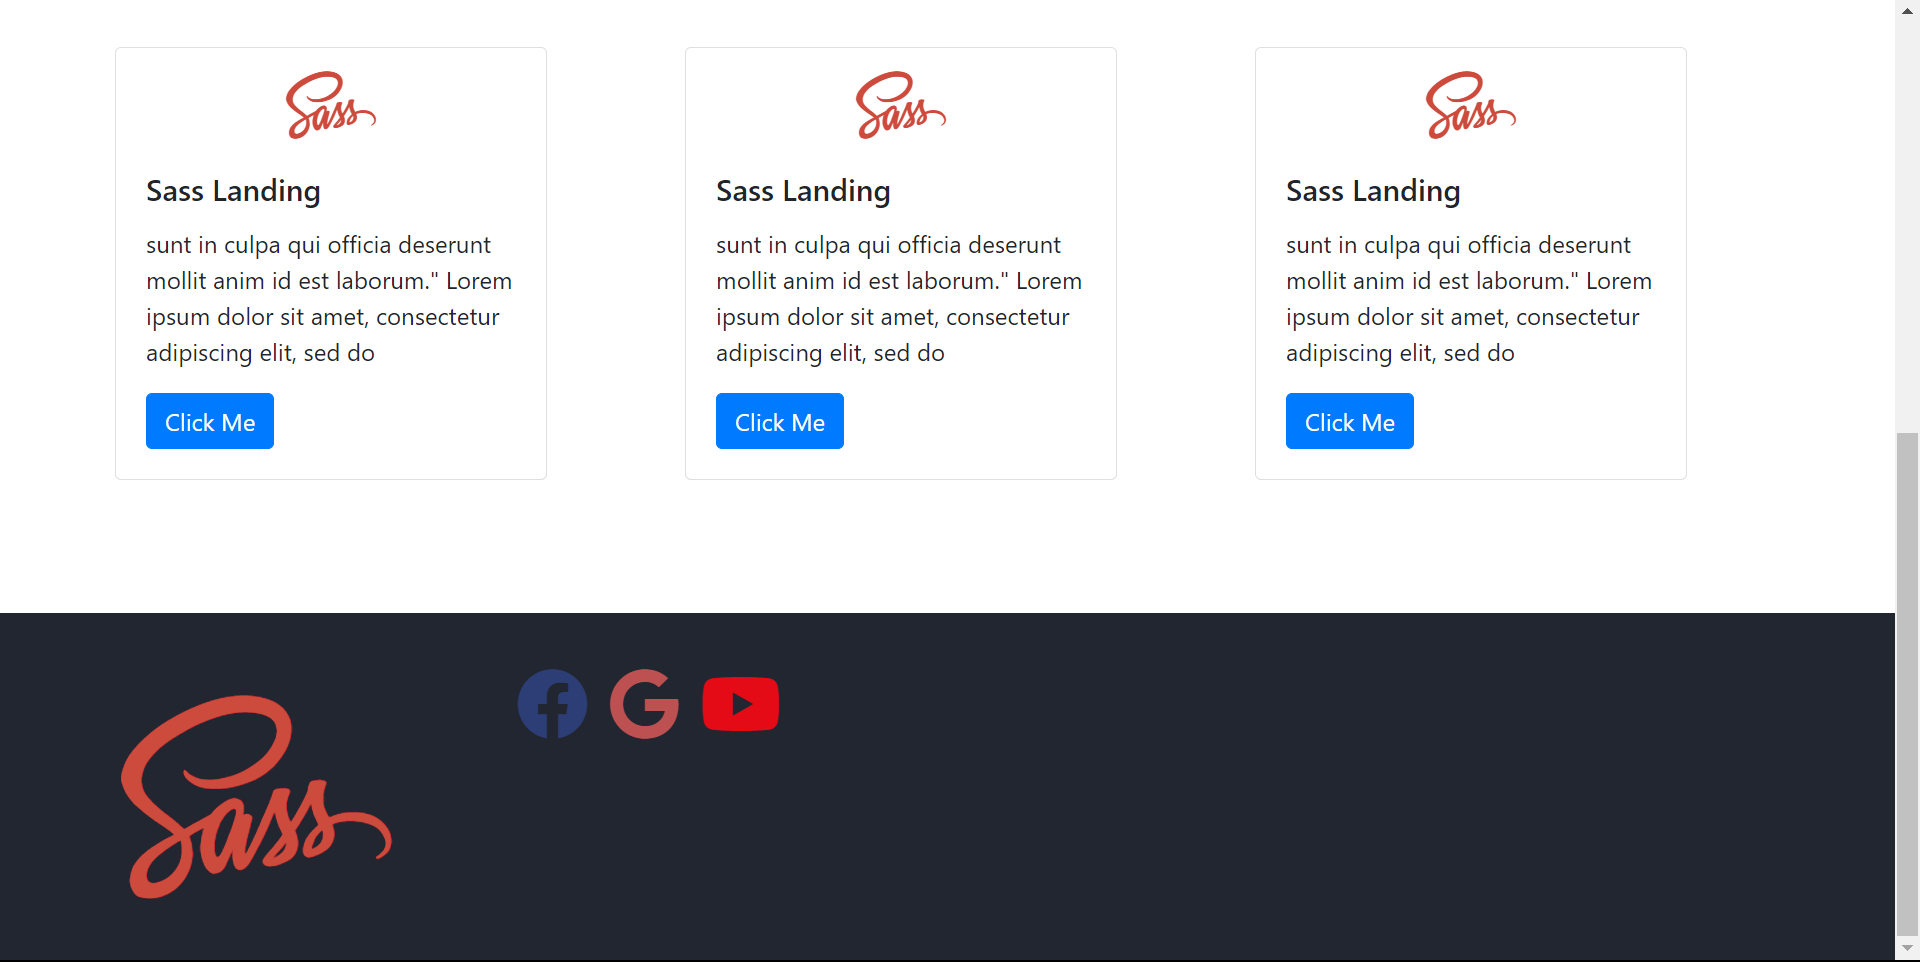 Sass
Sass Landing
sunt in culpa qui officia deserunt
mollit anim id est laborum." Lorem
ipsum dolor sit amet, consectetur
adipiscing elit, sed do
Click Me
Sass
Sass Landing
sunt in culpa qui officia deserunt
mollit anim id est laborum." Lorem
ipsum dolor sit amet, consectetur
adipiscing elit, sed do
Click Me
Sass
Sass Landing
sunt in culpa qui officia deserunt
mollit anim id est laborum." Lorem
ipsum dolor sit amet, consectetur
adipiscing elit, sed do
Click Me
Sass